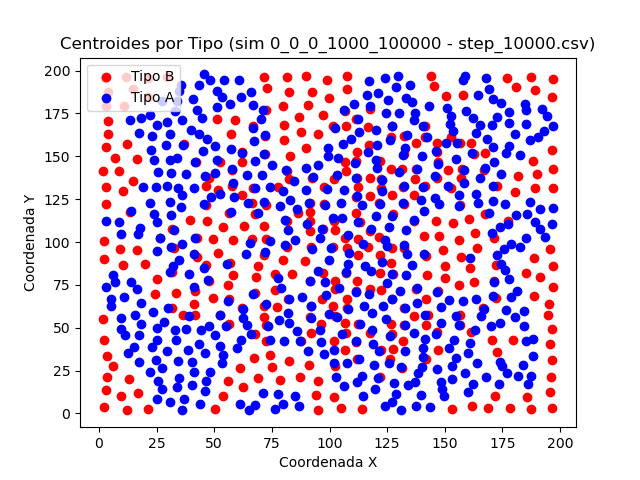 Centroides por Tipo (sim 0_0_0_1000_100000 - step_10000.csv)
Tipo B
Tipo A
Coordenada Y
200
175
150
125
100
75
50
25
0
0 25 50 75 100 125 150 175 200
Coordenada X